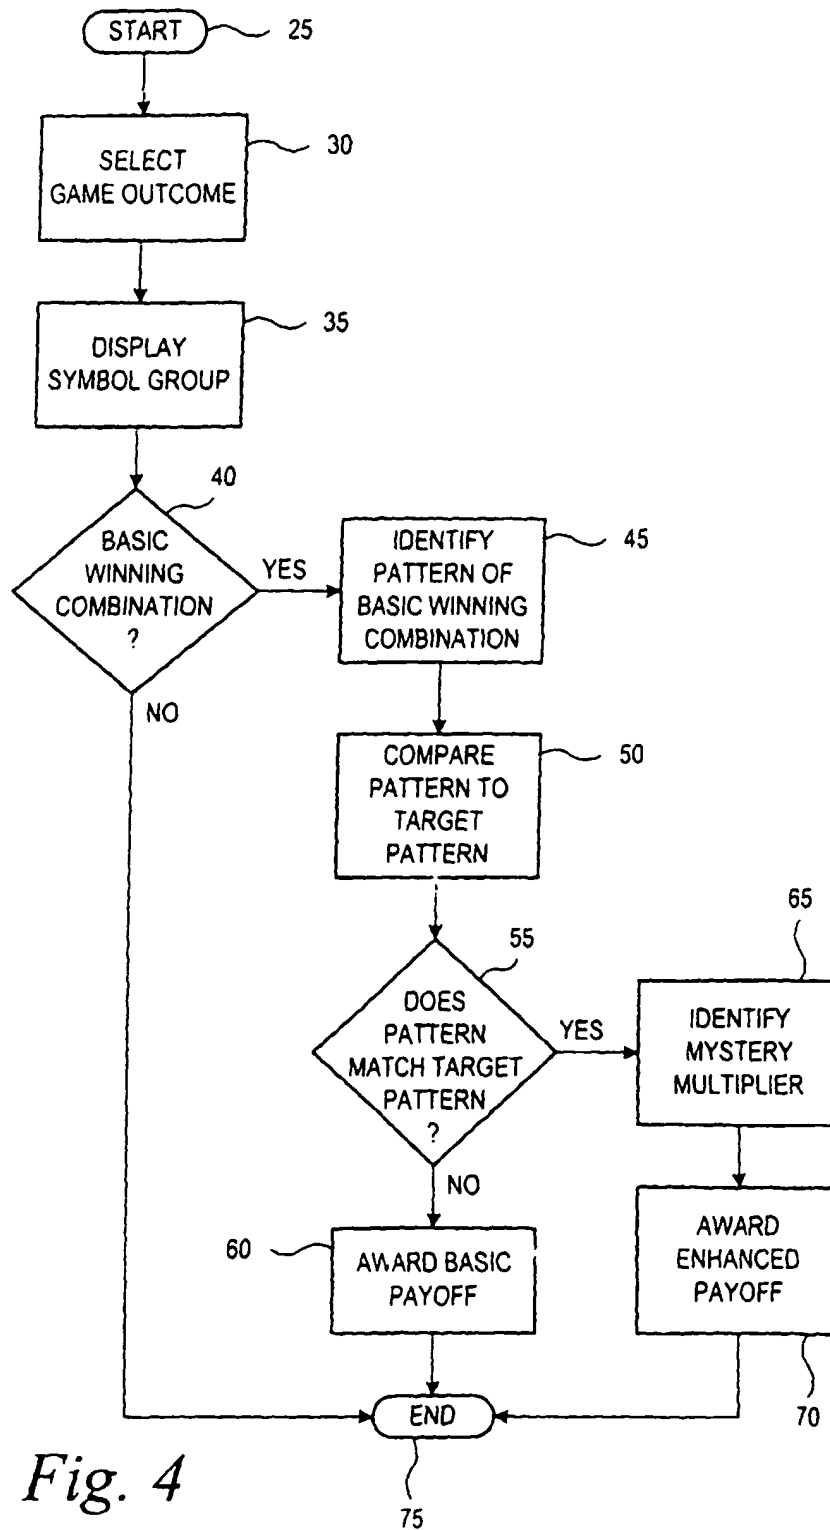 START
25
SELECT
GAME OUTCOME
30
DISPLAY
SYMBOL GROUP
35
40
BASIC
WINNING
COMBINATION
?
YES
NO
IDENTIFY
PATTERN OF
BASIC WINNING
COMBINATION
45
COMPARE
PATTERN TO
TARGET
PATTERN
50
55
DOES
PATTERN
MATCH TARGET
PATTERN
?
YES
NO
65
IDENTIFY
MYSTERY
MULTIPLIER
60
AWARD BASIC
PAYOFF
AWARD
ENHANCED
PAYOFF
70
END
75
Fig. 4